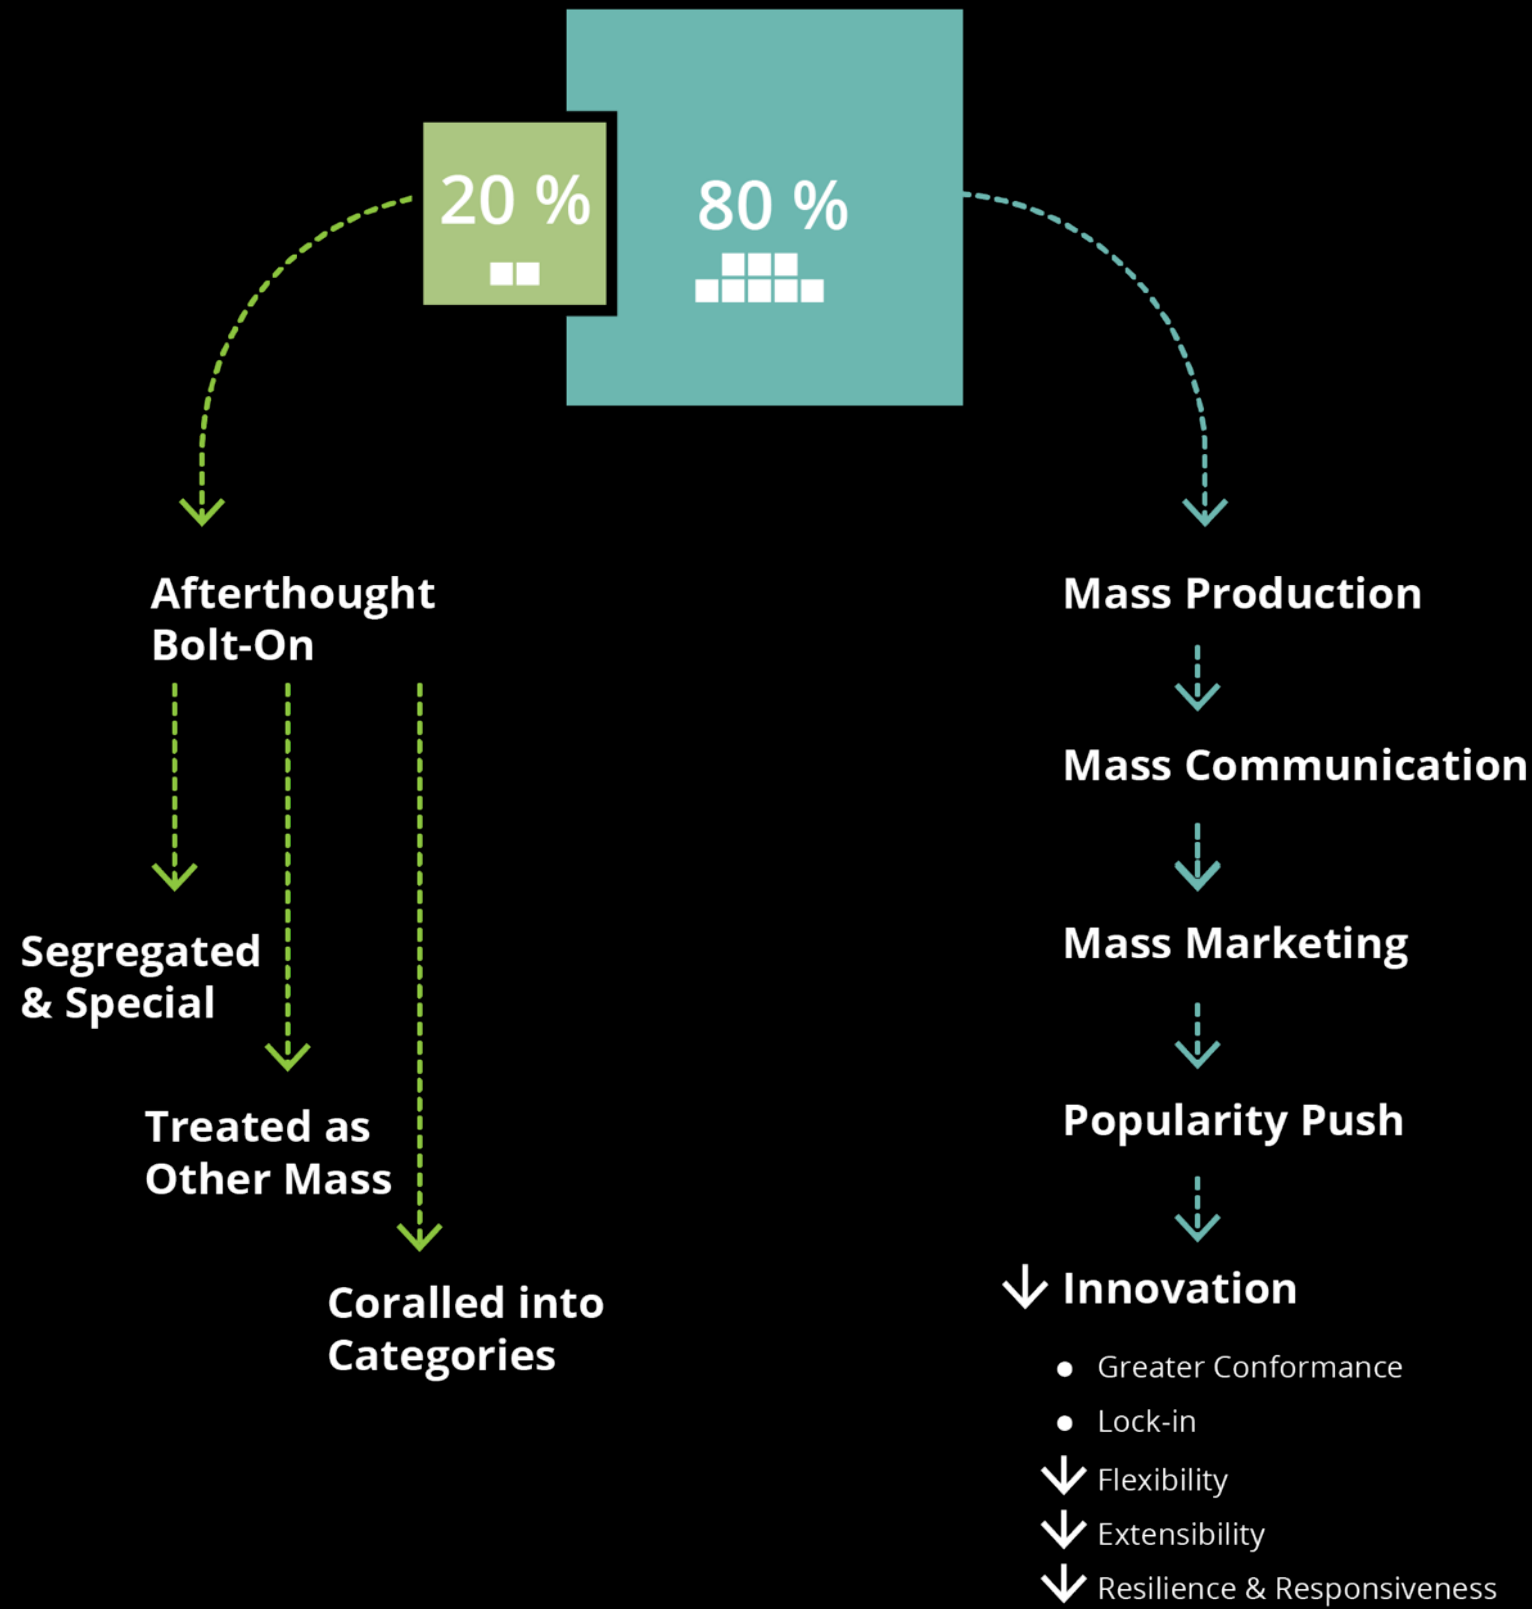 20 %
80 %
Afterthought
Bolt-On
Segregated
& Special
Treated as
Other Mass
Coralled into
Categories
Mass Production
Mass Communication
Mass Marketing
Popularity Push
Innovation
Greater Conformance
Lock-in
Flexibility
Extensibility
Resilience & Responsiveness